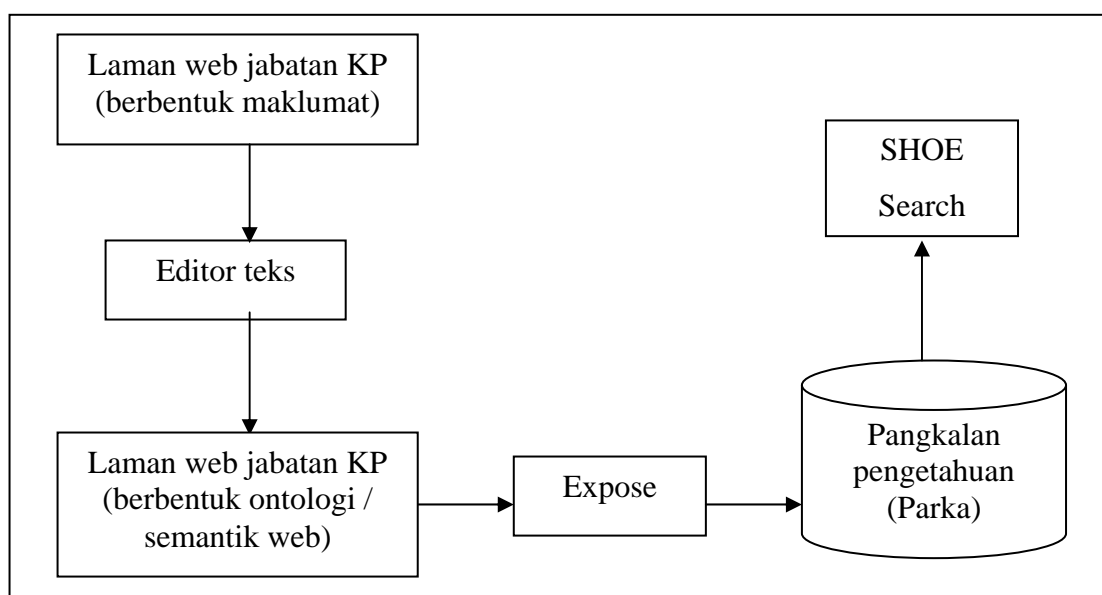 Laman web jabatan KP
(berbentuk maklumat)
Editor teks
Laman web jabatan KP
(berbentuk ontologi /
semantik web)
Expose
Pangkalan
pengetahuan
(Parka)
SHOE
Search